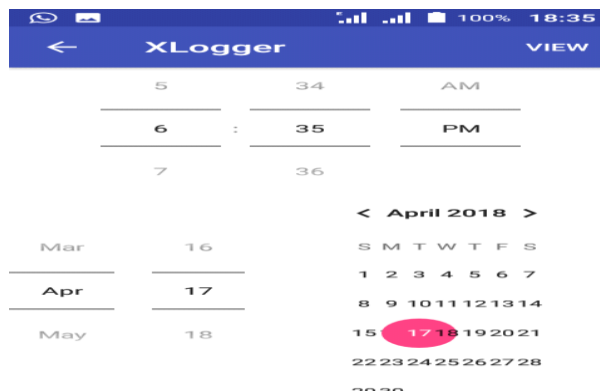 100% 18:35
XLogger VIEW
5 34 AM
6 : 35 PM
7 36
< April 2018 >
Mar 16 S M T W T F S
1 2 3 4 5 6 7
Apr 17
8 9 10 11 12 13 14
May 18 15 17 18 19 20 21
22 23 24 25 26 27 28